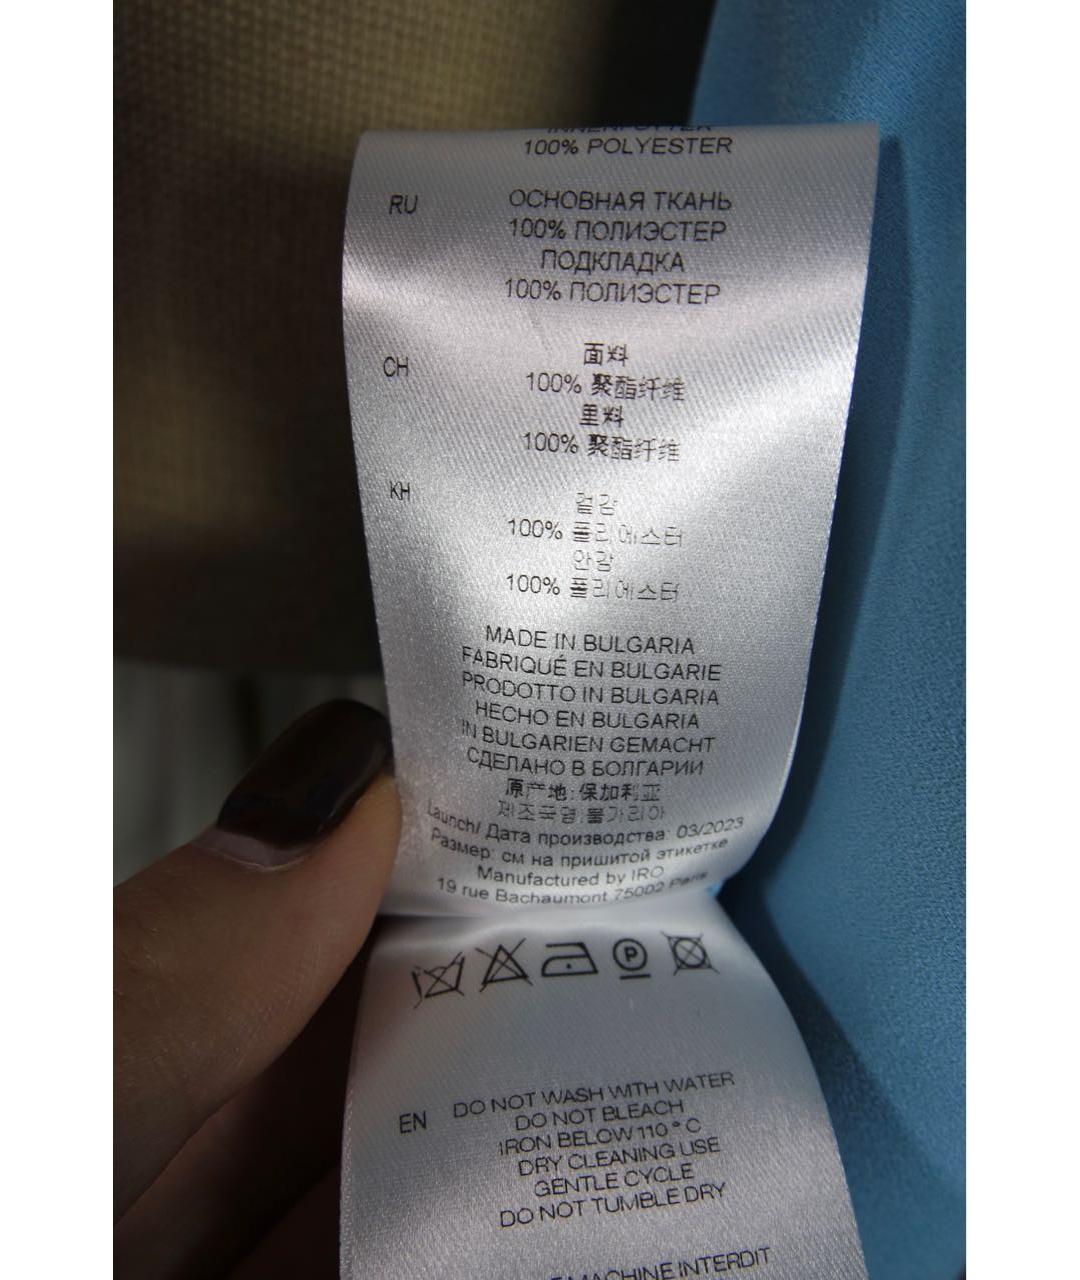 100% POLYESTER
RU ОСНОВНАЯ ТКАНЬ
100% ПОЛИЭСТЕР
ПОДКЛАДКА
100% ПОЛИЭСТЕР
CH 面料
100% 聚酯纤维
里料
100% 聚酯纤维
KH 겉감
100% 폴리에스터
안감
100% 폴리에스터
MADE IN BULGARIA
FABRIQUÉ EN BULGARIE
PRODOTTO IN BULGARIA
HECHO EN BULGARIA
IN BULGARIEN GEMACHT
СДЕЛАНО В БОЛГАРИИ
原产地:保加利亚
제조국명:불가리아
Launch/ Дата производства: 03/2023
Размер: см на пришитой этикетке
Manufactured by IRO
19 rue Bachaumont 75002 Paris
P
EN DO NOT WASH WITH WATER
DO NOT BLEACH
IRON BELOW 110 ° C
DRY CLEANING USE
GENTLE CYCLE
DO NOT TUMBLE DRY
MACHINE INTERDIT